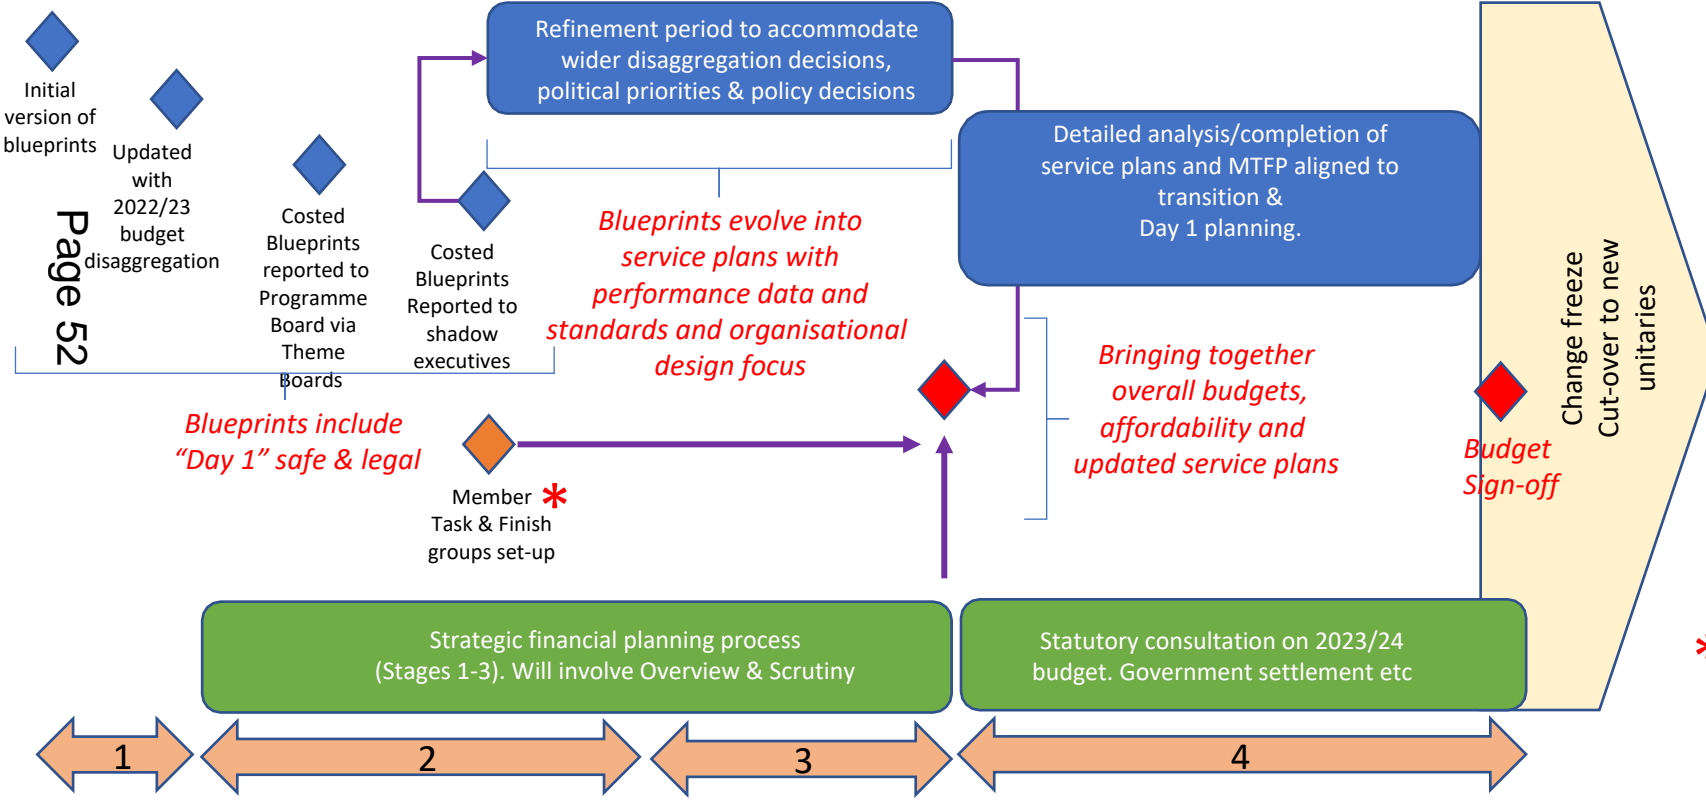 Initial
version of
blueprints
Updated
with
2022/23
budget
disaggregation
Page 52
Costed
Blueprints
reported to
Programme
Board via
Theme
Boards
Costed
Blueprints
Reported to
shadow
executives
Refinement period to accommodate
wider disaggregation decisions,
political priorities & policy decisions
Detailed analysis/completion of
service plans and MTFP aligned to
transition &
Day 1 planning.
Blueprints evolve into
service plans with
performance data and
standards and organisational
design focus
Blueprints include
“Day 1” safe & legal
Member *
Task & Finish
groups set-up
Bringing together
overall budgets,
affordability and
updated service plans
Budget
Sign-off
Change freeze
Cut-over to new
unitaries
Strategic financial planning process
(Stages 1-3). Will involve Overview & Scrutiny
Statutory consultation on 2023/24
budget. Government settlement etc
*
1
2
3
4